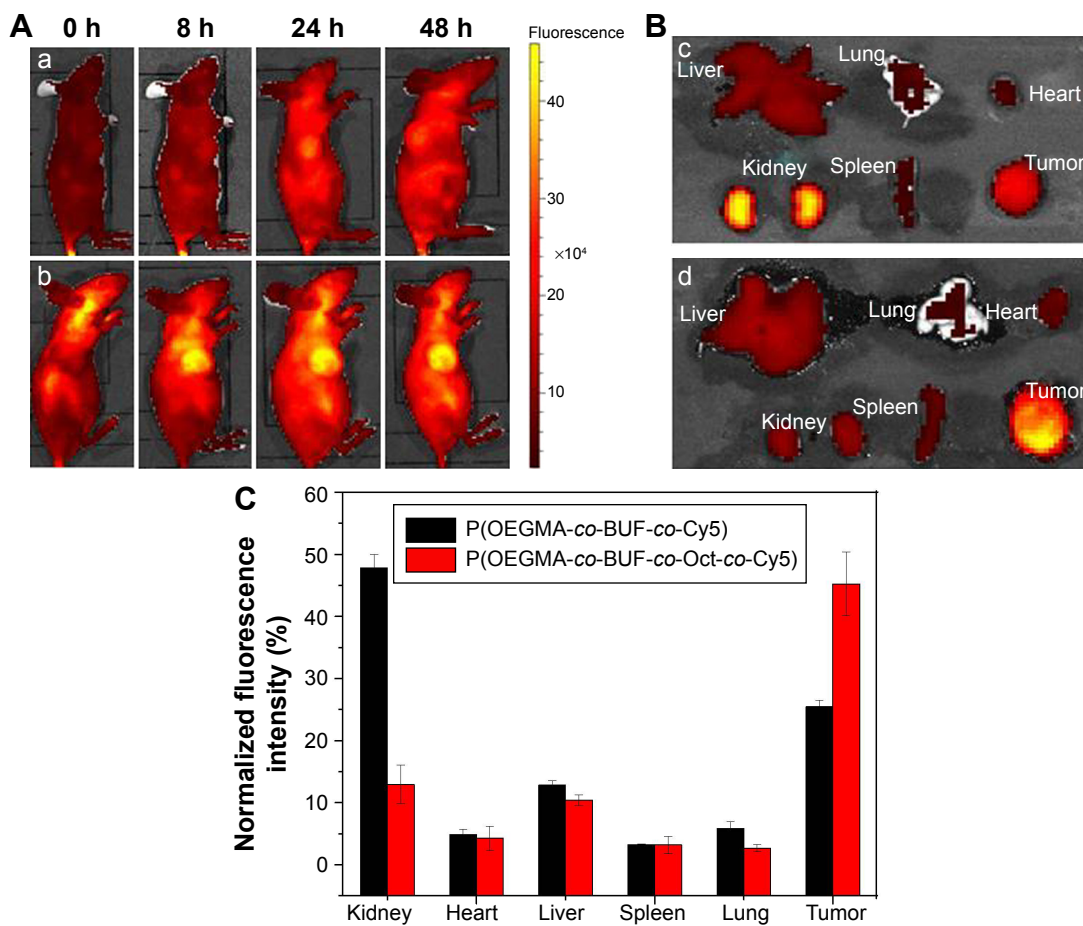 A
0 h 8 h 24 h 48 h
Fluorescence
a
b
40
30
×10⁴
20
10
B
c
Liver
Lung
Heart
Kidney
Spleen
Tumor
d
Liver
Lung
Heart
Kidney
Spleen
Tumor
C
Normalized fluorescence
intensity (%)
60
50
40
30
20
10
0
P(OEGMA-co-BUF-co-Cy5)
P(OEGMA-co-BUF-co-Oct-co-Cy5)
Kidney Heart Liver Spleen Lung Tumor